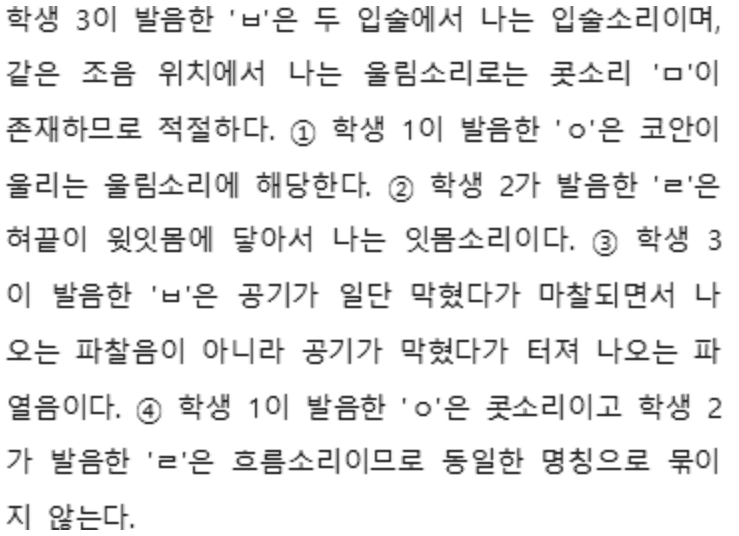 학생 3이 발음한 'ㅂ'은 두 입술에서 나는 입술소리이며,
같은 조음 위치에서 나는 울림소리로는 콧소리 'ㅁ'이
존재하므로 적절하다. ① 학생 1이 발음한 'ㅇ'은 코안이
울리는 울림소리에 해당한다. ② 학생 2가 발음한 'ㄹ'은
혀끝이 윗잇몸에 닿아서 나는 잇몸소리이다. ③ 학생 3
이 발음한 'ㅂ'은 공기가 일단 막혔다가 마찰되면서 나
오는 파찰음이 아니라 공기가 막혔다가 터져 나오는 파
열음이다. ④ 학생 1이 발음한 'ㅇ'은 콧소리이고 학생 2
가 발음한 'ㄹ'은 흐름소리이므로 동일한 명칭으로 묶이
지 않는다.